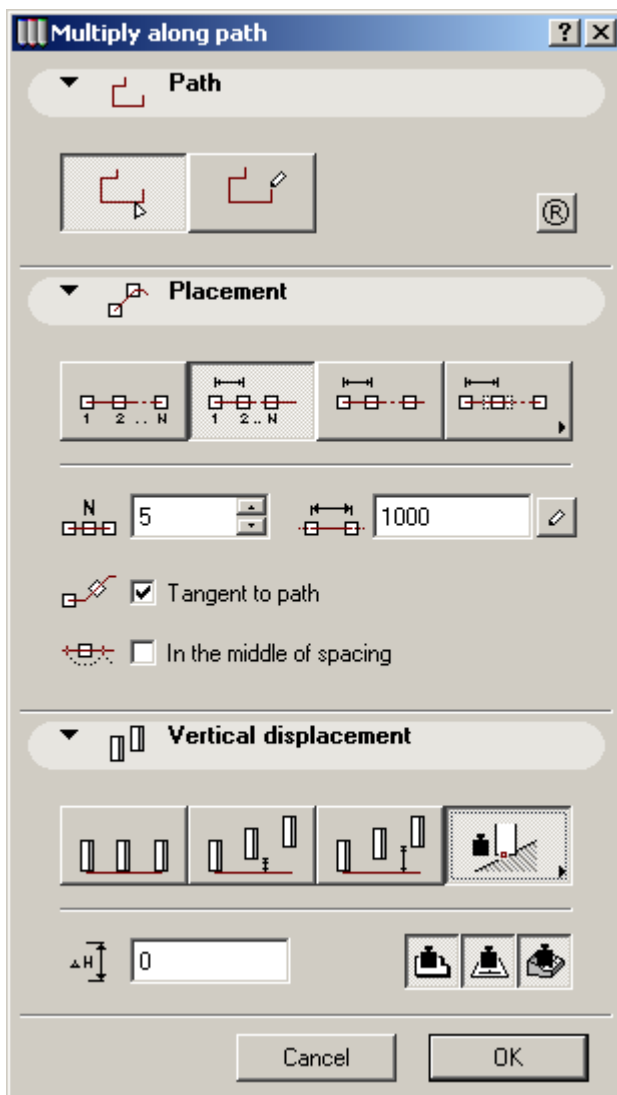 Multiply along path
Path
®
Placement
1 2 .. N
1 2 .. N
N
5
1000
Tangent to path
In the middle of spacing
Vertical displacement
ΔH
0
Cancel OK